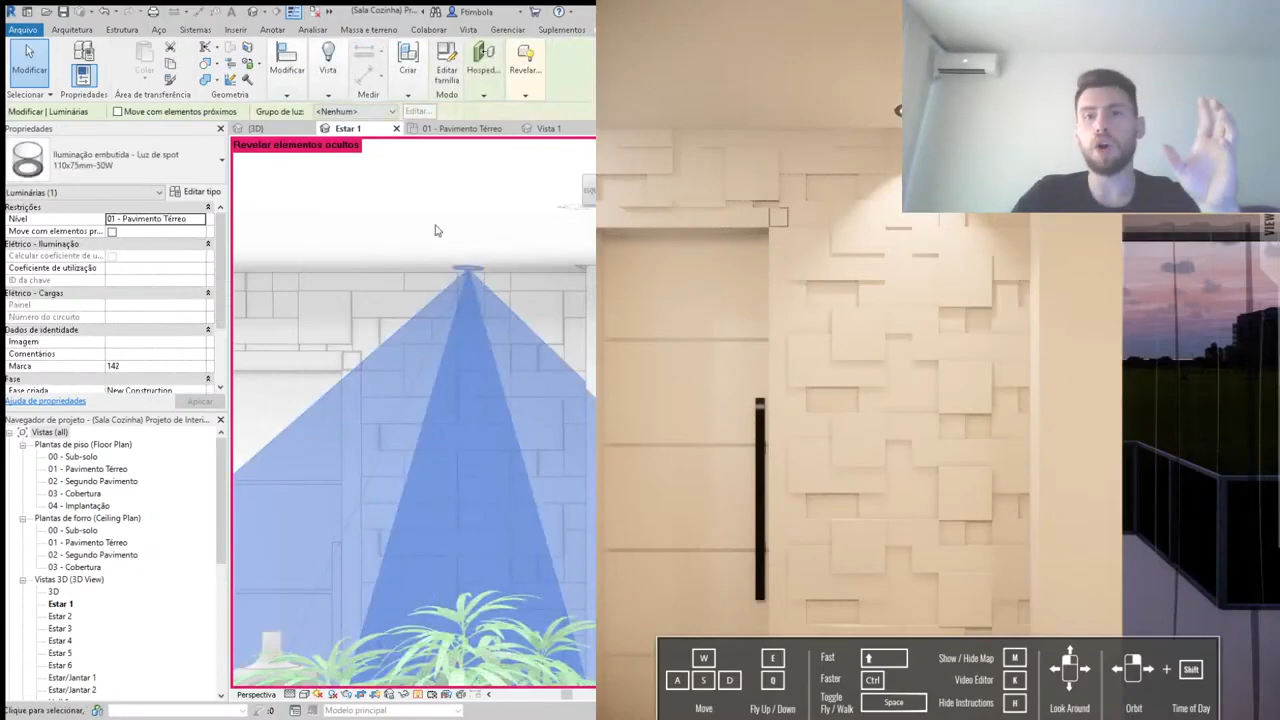 (Sala Cozinha) Pr...
Ftimbola
Arquivo
Arquitetura
Estrutura
Aço
Sistemas
Inserir
Anotar
Analisar
Massa e terreno
Colaborar
Vista
Gerenciar
Suplementos
Modificar
Colar
Modificar
Vista
Criar
Editar família
Hosped...
Revelar...
Selecionar
Propriedades
Área de transferência
Geometria
Medir
Modo
Modificar | Luminárias
Move com elementos próximos
Grupo de luz:
<Nenhum>
Editar...
Propriedades
(3D)
Estar 1
01 - Pavimento Térreo
Vista 1
Revelar elementos ocultos
Iluminação embutida - Luz de spot
110x75mm-50W
Luminárias (1)
Editar tipo
Restrições
Nível
01 - Pavimento Térreo
Move com elementos pr...
Elétrico - Iluminação
Calcular coeficiente de u...
Coeficiente de utilização
ID da chave
Elétrico - Cargas
Painel
Número do circuito
Dados de identidade
Imagem
Comentários
Marca
142
Fase
Fase criada
New Construction
Ajuda de propriedades
Aplicar
Navegador de projeto - (Sala Cozinha) Projeto de Interi...
Vistas (all)
Plantas de piso (Floor Plan)
00 - Sub-solo
01 - Pavimento Térreo
02 - Segundo Pavimento
03 - Cobertura
04 - Implantação
Plantas de forro (Ceiling Plan)
00 - Sub-solo
01 - Pavimento Térreo
02 - Segundo Pavimento
03 - Cobertura
Vistas 3D (3D View)
3D
Estar 1
Estar 2
Estar 3
Estar 4
Estar 5
Estar 6
Estar/Jantar 1
Estar/Jantar 2
Perspectiva
Clique para selecionar,
:0
Modelo principal
W
E
A
S
D
Q
Move
Fly Up / Down
Fast
Faster
Ctrl
Toggle
Fly / Walk
Space
Show / Hide Map
M
Video Editor
K
Hide Instructions
H
Look Around
Orbit
+
Shift
Time of Day